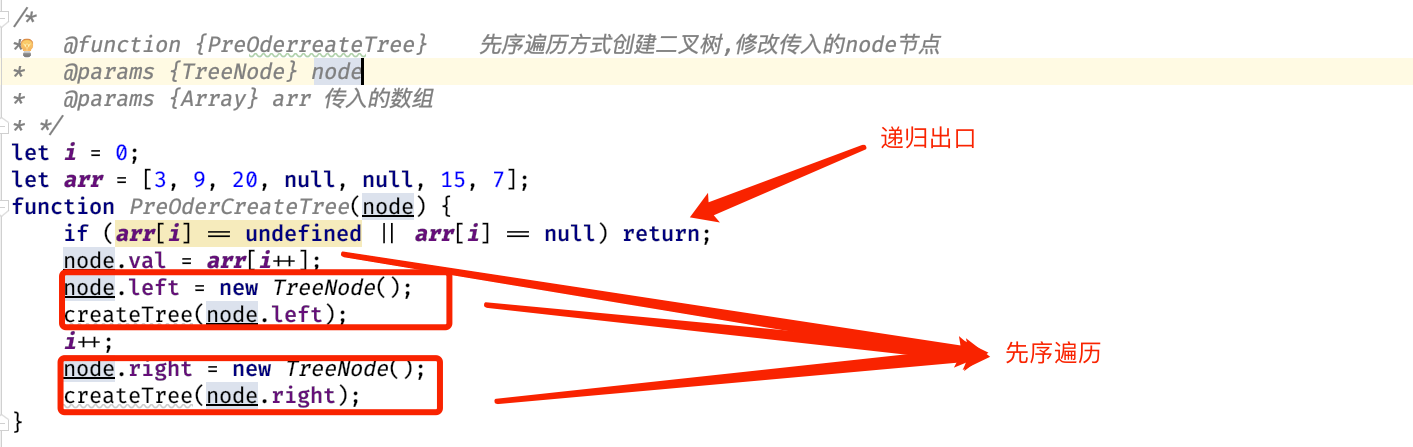 /*
* @function {PreOderreateTree} 先序遍历方式创建二叉树,修改传入的node节点
* @params {TreeNode} node
* @params {Array} arr 传入的数组
* */
let i = 0;
let arr = [3, 9, 20, null, null, 15, 7];
function PreOderCreateTree(node) {
if (arr[i] == undefined || arr[i] == null) return;
node.val = arr[i++];
node.left = new TreeNode();
createTree(node.left);
i++;
node.right = new TreeNode();
createTree(node.right);
}
递归出口
先序遍历